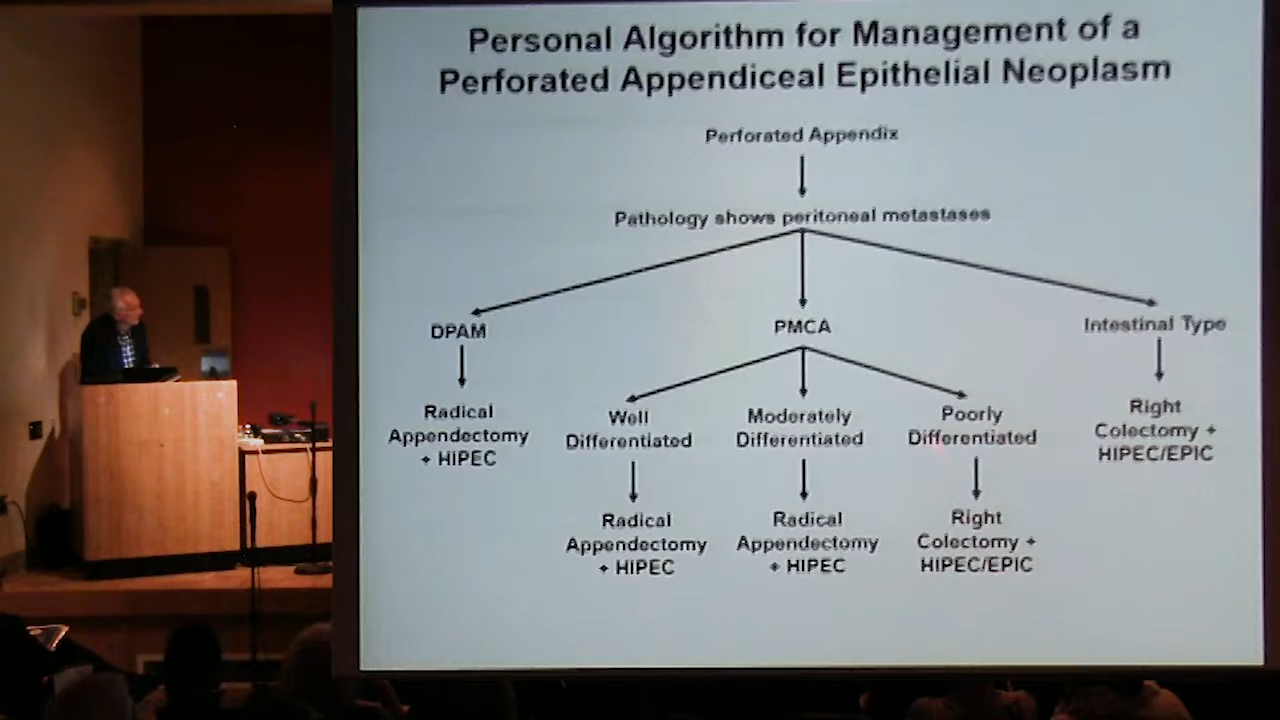 Personal Algorithm for Management of a
Perforated Appendiceal Epithelial Neoplasm
Perforated Appendix
Pathology shows peritoneal metastases
DPAM
PMCA
Intestinal Type
Radical
Appendectomy
+ HIPEC
Well
Differentiated
Moderately
Differentiated
Poorly
Differentiated
Right
Colectomy +
HIPEC/EPIC
Radical
Appendectomy
+ HIPEC
Radical
Appendectomy
+ HIPEC
Right
Colectomy +
HIPEC/EPIC